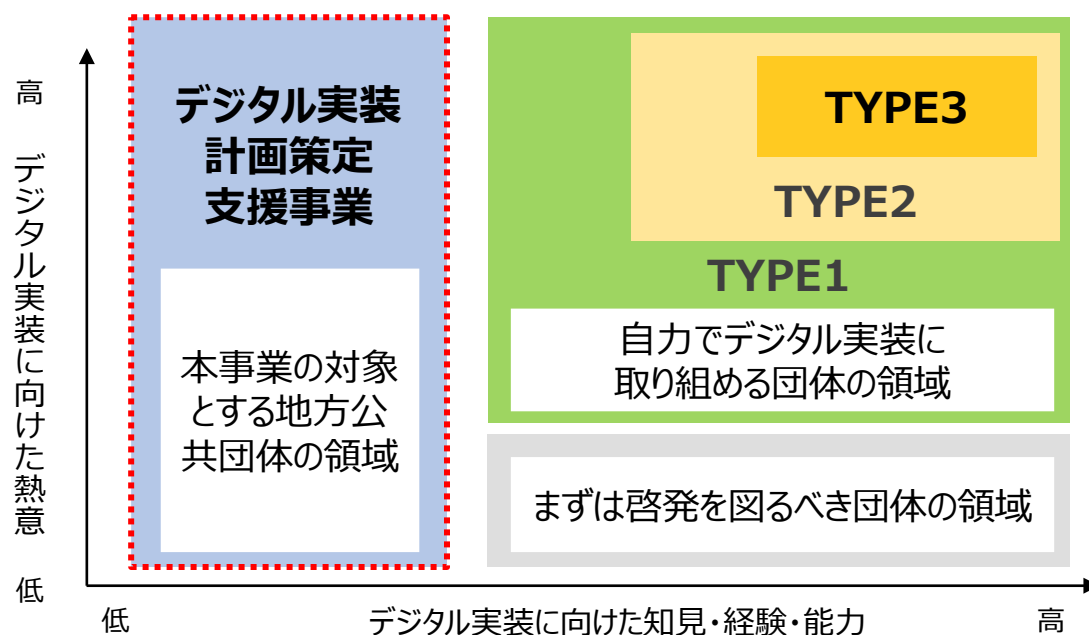 高
デジタル実装に向けた熱意
低
デジタル実装
計画策定
支援事業
本事業の対象
とする地方公
共団体の領域
TYPE3
TYPE2
TYPE1
自力でデジタル実装に
取り組める団体の領域
まずは啓発を図るべき団体の領域
低
デジタル実装に向けた知見・経験・能力
高